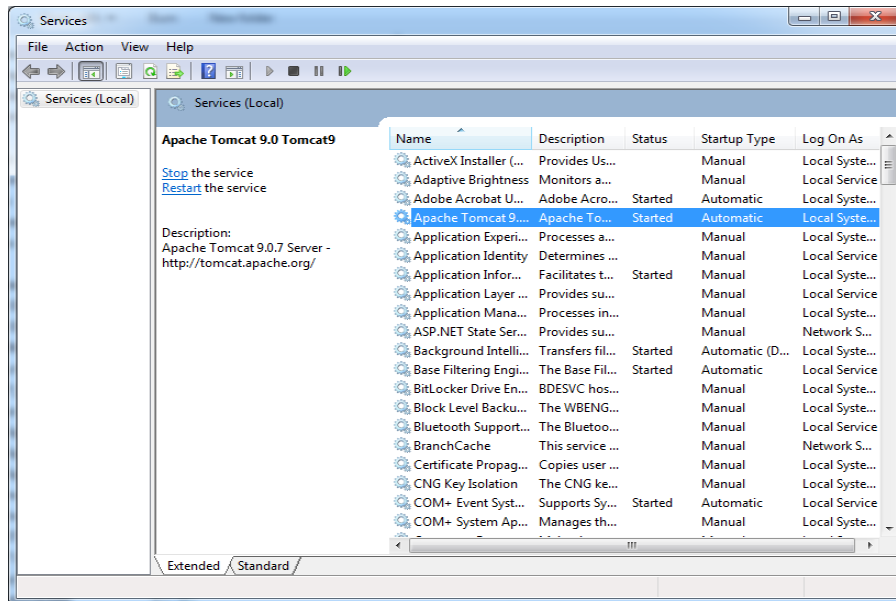 Services
File Action View Help
Services (Local)
Services (Local)
Apache Tomcat 9.0 Tomcat9
Stop the service
Restart the service
Description:
Apache Tomcat 9.0.7 Server -
http://tomcat.apache.org/
Name Description Status Startup Type Log On As
ActiveX Installer (... Provides Us... Manual Local Syste...
Adaptive Brightness Monitors a... Manual Local Service
Adobe Acrobat U... Adobe Acro... Started Automatic Local Syste...
Apache Tomcat 9.... Apache To... Started Automatic Local Syste...
Application Experi... Processes a... Manual Local Syste...
Application Identity Determines ... Manual Local Service
Application Infor... Facilitates t... Started Manual Local Syste...
Application Layer ... Provides su... Manual Local Service
Application Mana... Processes in... Manual Local Syste...
ASP.NET State Ser... Provides su... Manual Network S...
Background Intelli... Transfers fil... Started Automatic (D... Local Syste...
Base Filtering Engi... The Base Fil... Started Automatic Local Service
BitLocker Drive En... BDESVC hos... Manual Local Syste...
Block Level Backu... The WBENG... Manual Local Syste...
Bluetooth Support... The Bluetoo... Manual Local Service
BranchCache This service ... Manual Network S...
Certificate Propag... Copies user ... Manual Local Syste...
CNG Key Isolation The CNG ke... Manual Local Syste...
COM+ Event Syst... Supports Sy... Started Automatic Local Service
COM+ System Ap... Manages th... Manual Local Syste...
Extended Standard